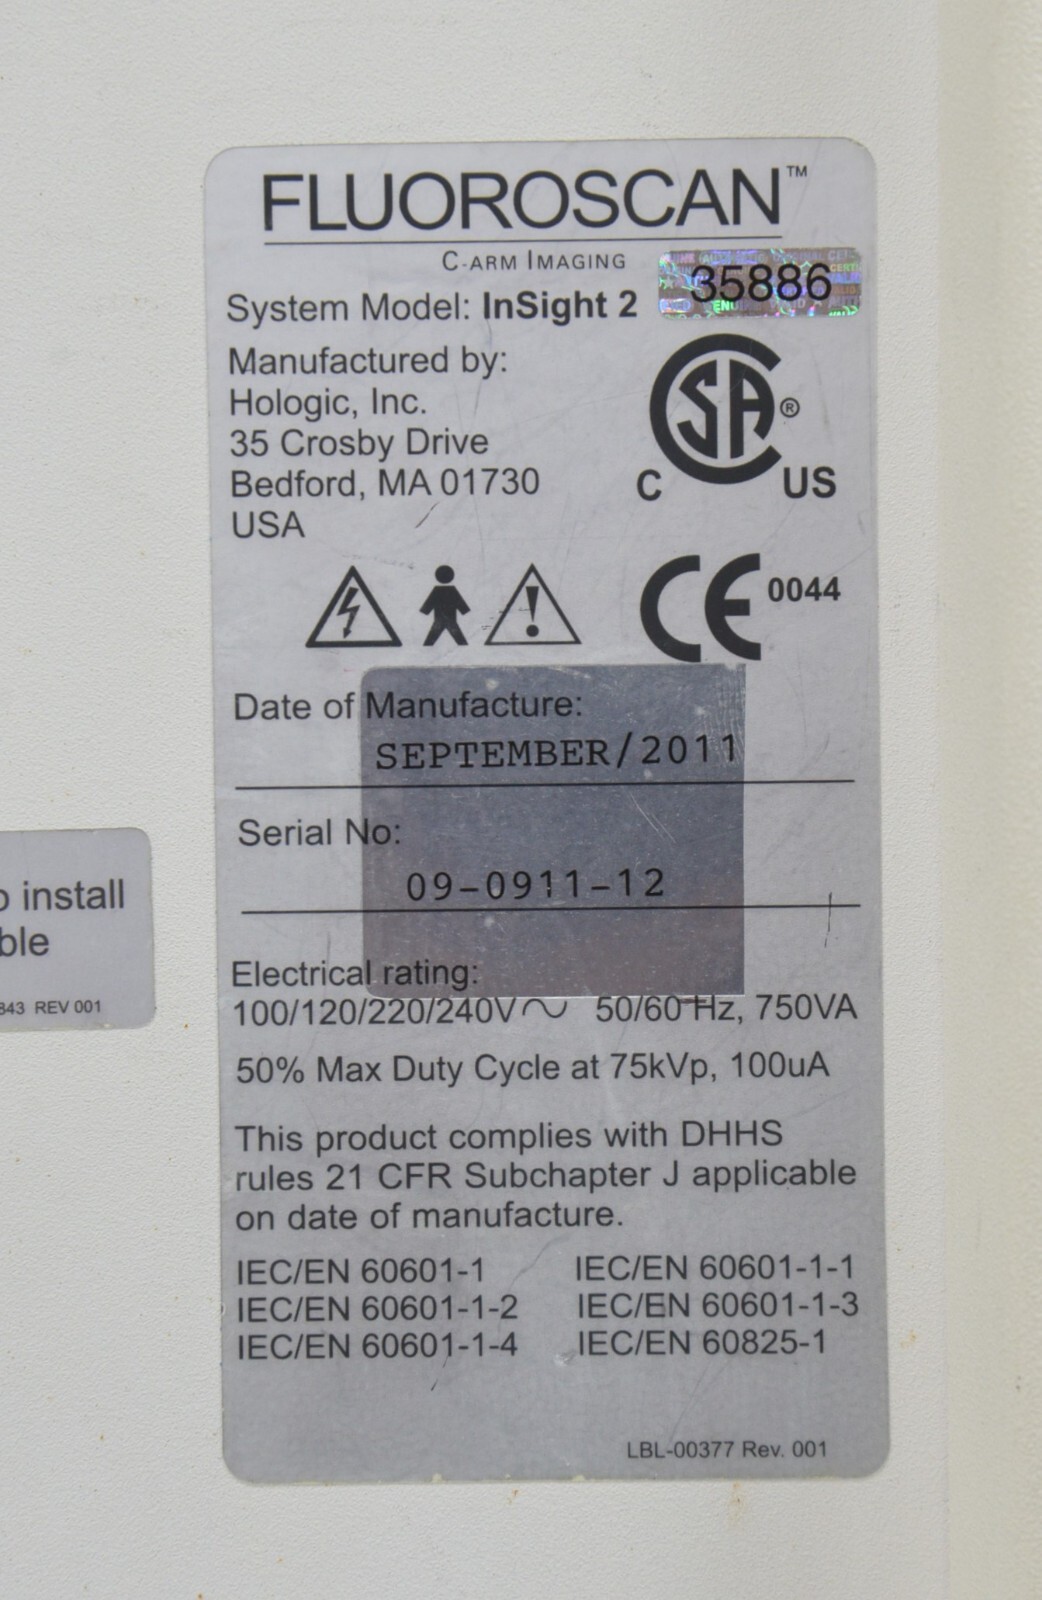 FLUOROSCAN™
C-ARM IMAGING
35886
System Model: InSight 2
Manufactured by:
Hologic, Inc.
35 Crosby Drive
Bedford, MA 01730
USA
CSA®
C US
CE 0044
Date of Manufacture:
SEPTEMBER/2011
Serial No:
09-0911-12
Electrical rating:
100/120/220/240V~ 50/60 Hz, 750VA
50% Max Duty Cycle at 75kVp, 100uA
This product complies with DHHS
rules 21 CFR Subchapter J applicable
on date of manufacture.
IEC/EN 60601-1 IEC/EN 60601-1-1
IEC/EN 60601-1-2 IEC/EN 60601-1-3
IEC/EN 60601-1-4 IEC/EN 60825-1
LBL-00377 Rev. 001
install
843 REV 001